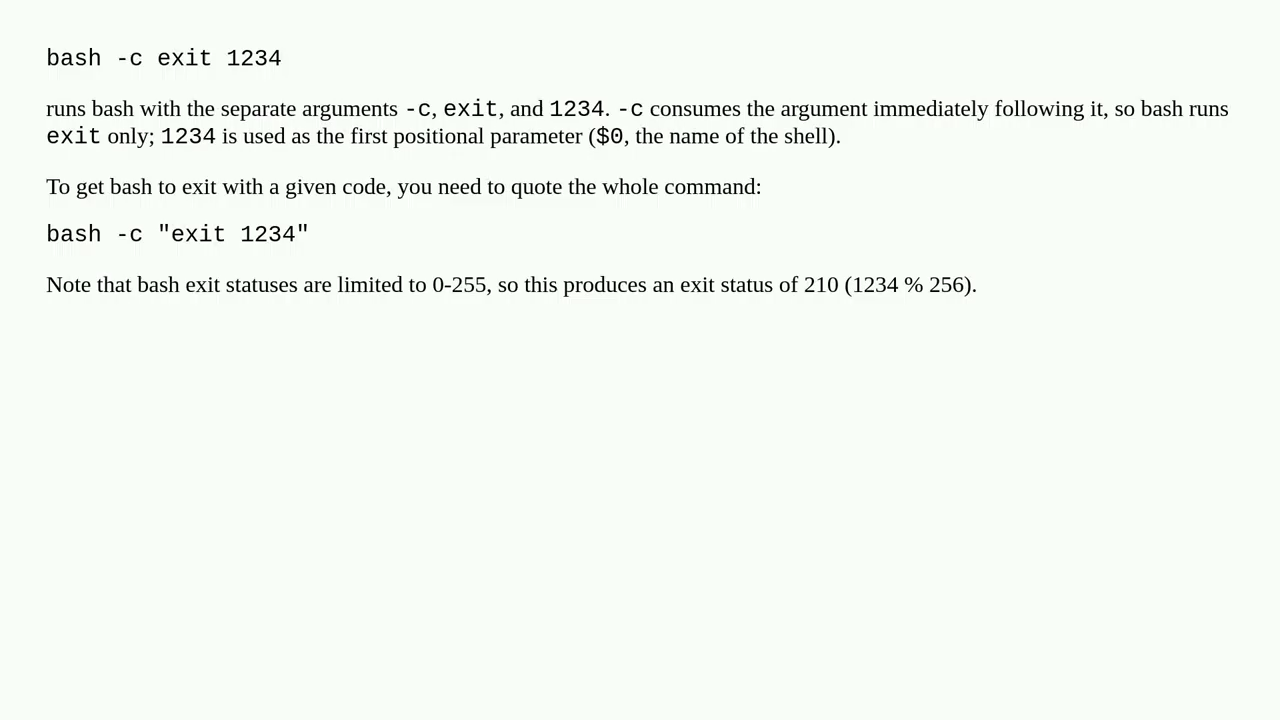 bash -c exit 1234
runs bash with the separate arguments -c, exit, and 1234. -c consumes the argument immediately following it, so bash runs
exit only; 1234 is used as the first positional parameter ($0, the name of the shell).
To get bash to exit with a given code, you need to quote the whole command:
bash -c "exit 1234"
Note that bash exit statuses are limited to 0-255, so this produces an exit status of 210 (1234 % 256).